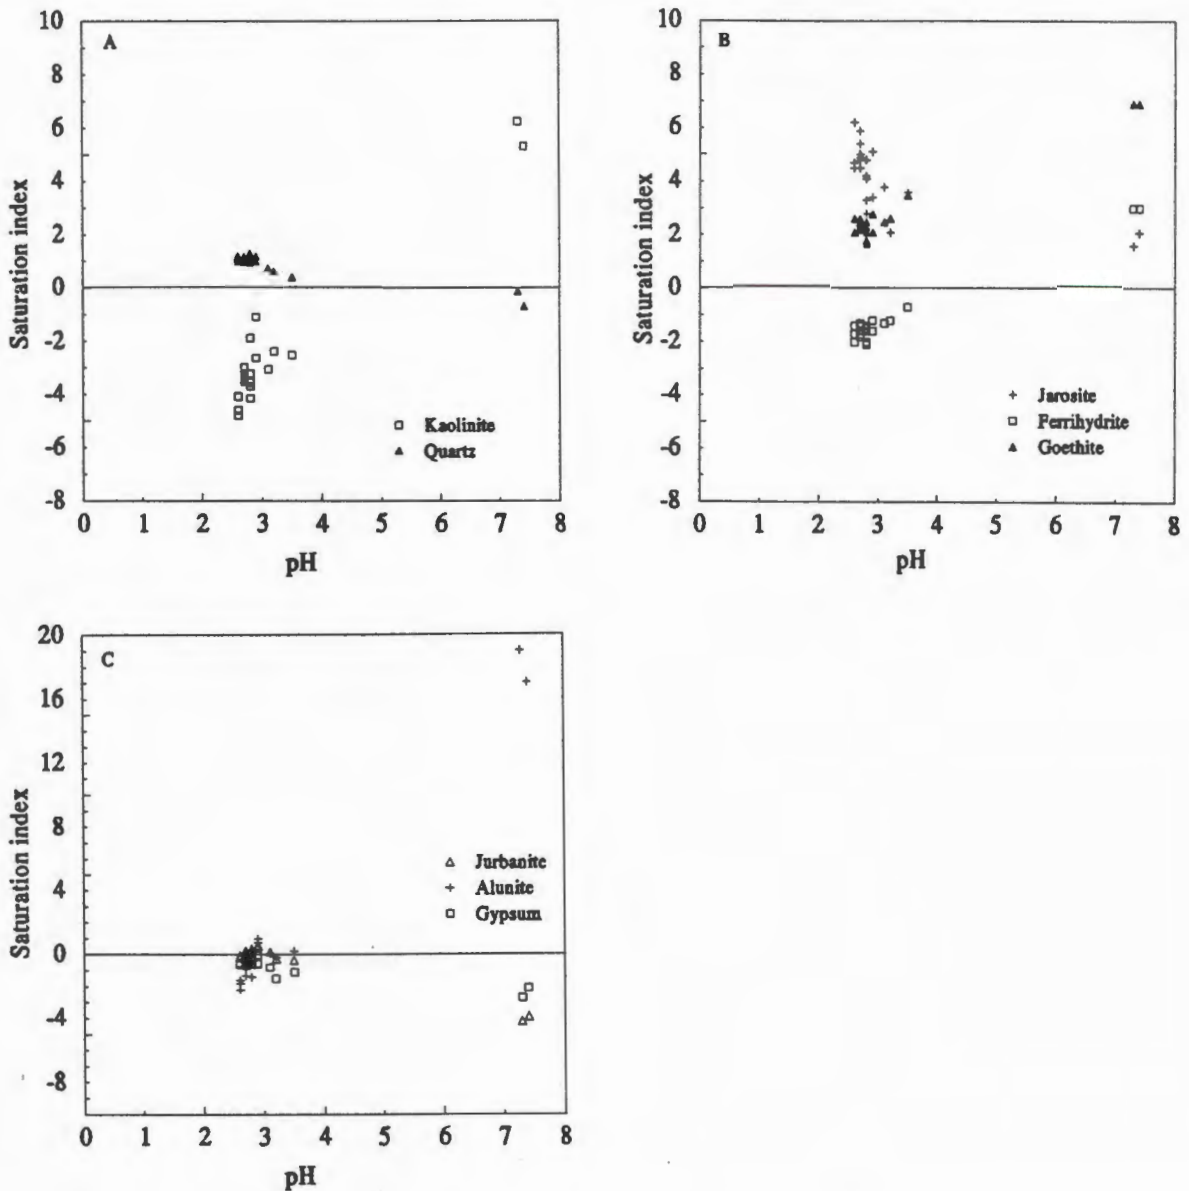 A
Saturation index
10
8
6
4
2
0
-2
-4
-6
-8
Kaolinite
Quartz
0 1 2 3 4 5 6 7 8
pH
B
Saturation index
10
8
6
4
2
0
-2
-4
-6
-8
Jarosite
Ferrihydrite
Goethite
0 1 2 3 4 5 6 7 8
pH
C
Saturation index
20
16
12
8
4
0
-4
-8
Jurbanite
Alunite
Gypsum
0 1 2 3 4 5 6 7 8
pH